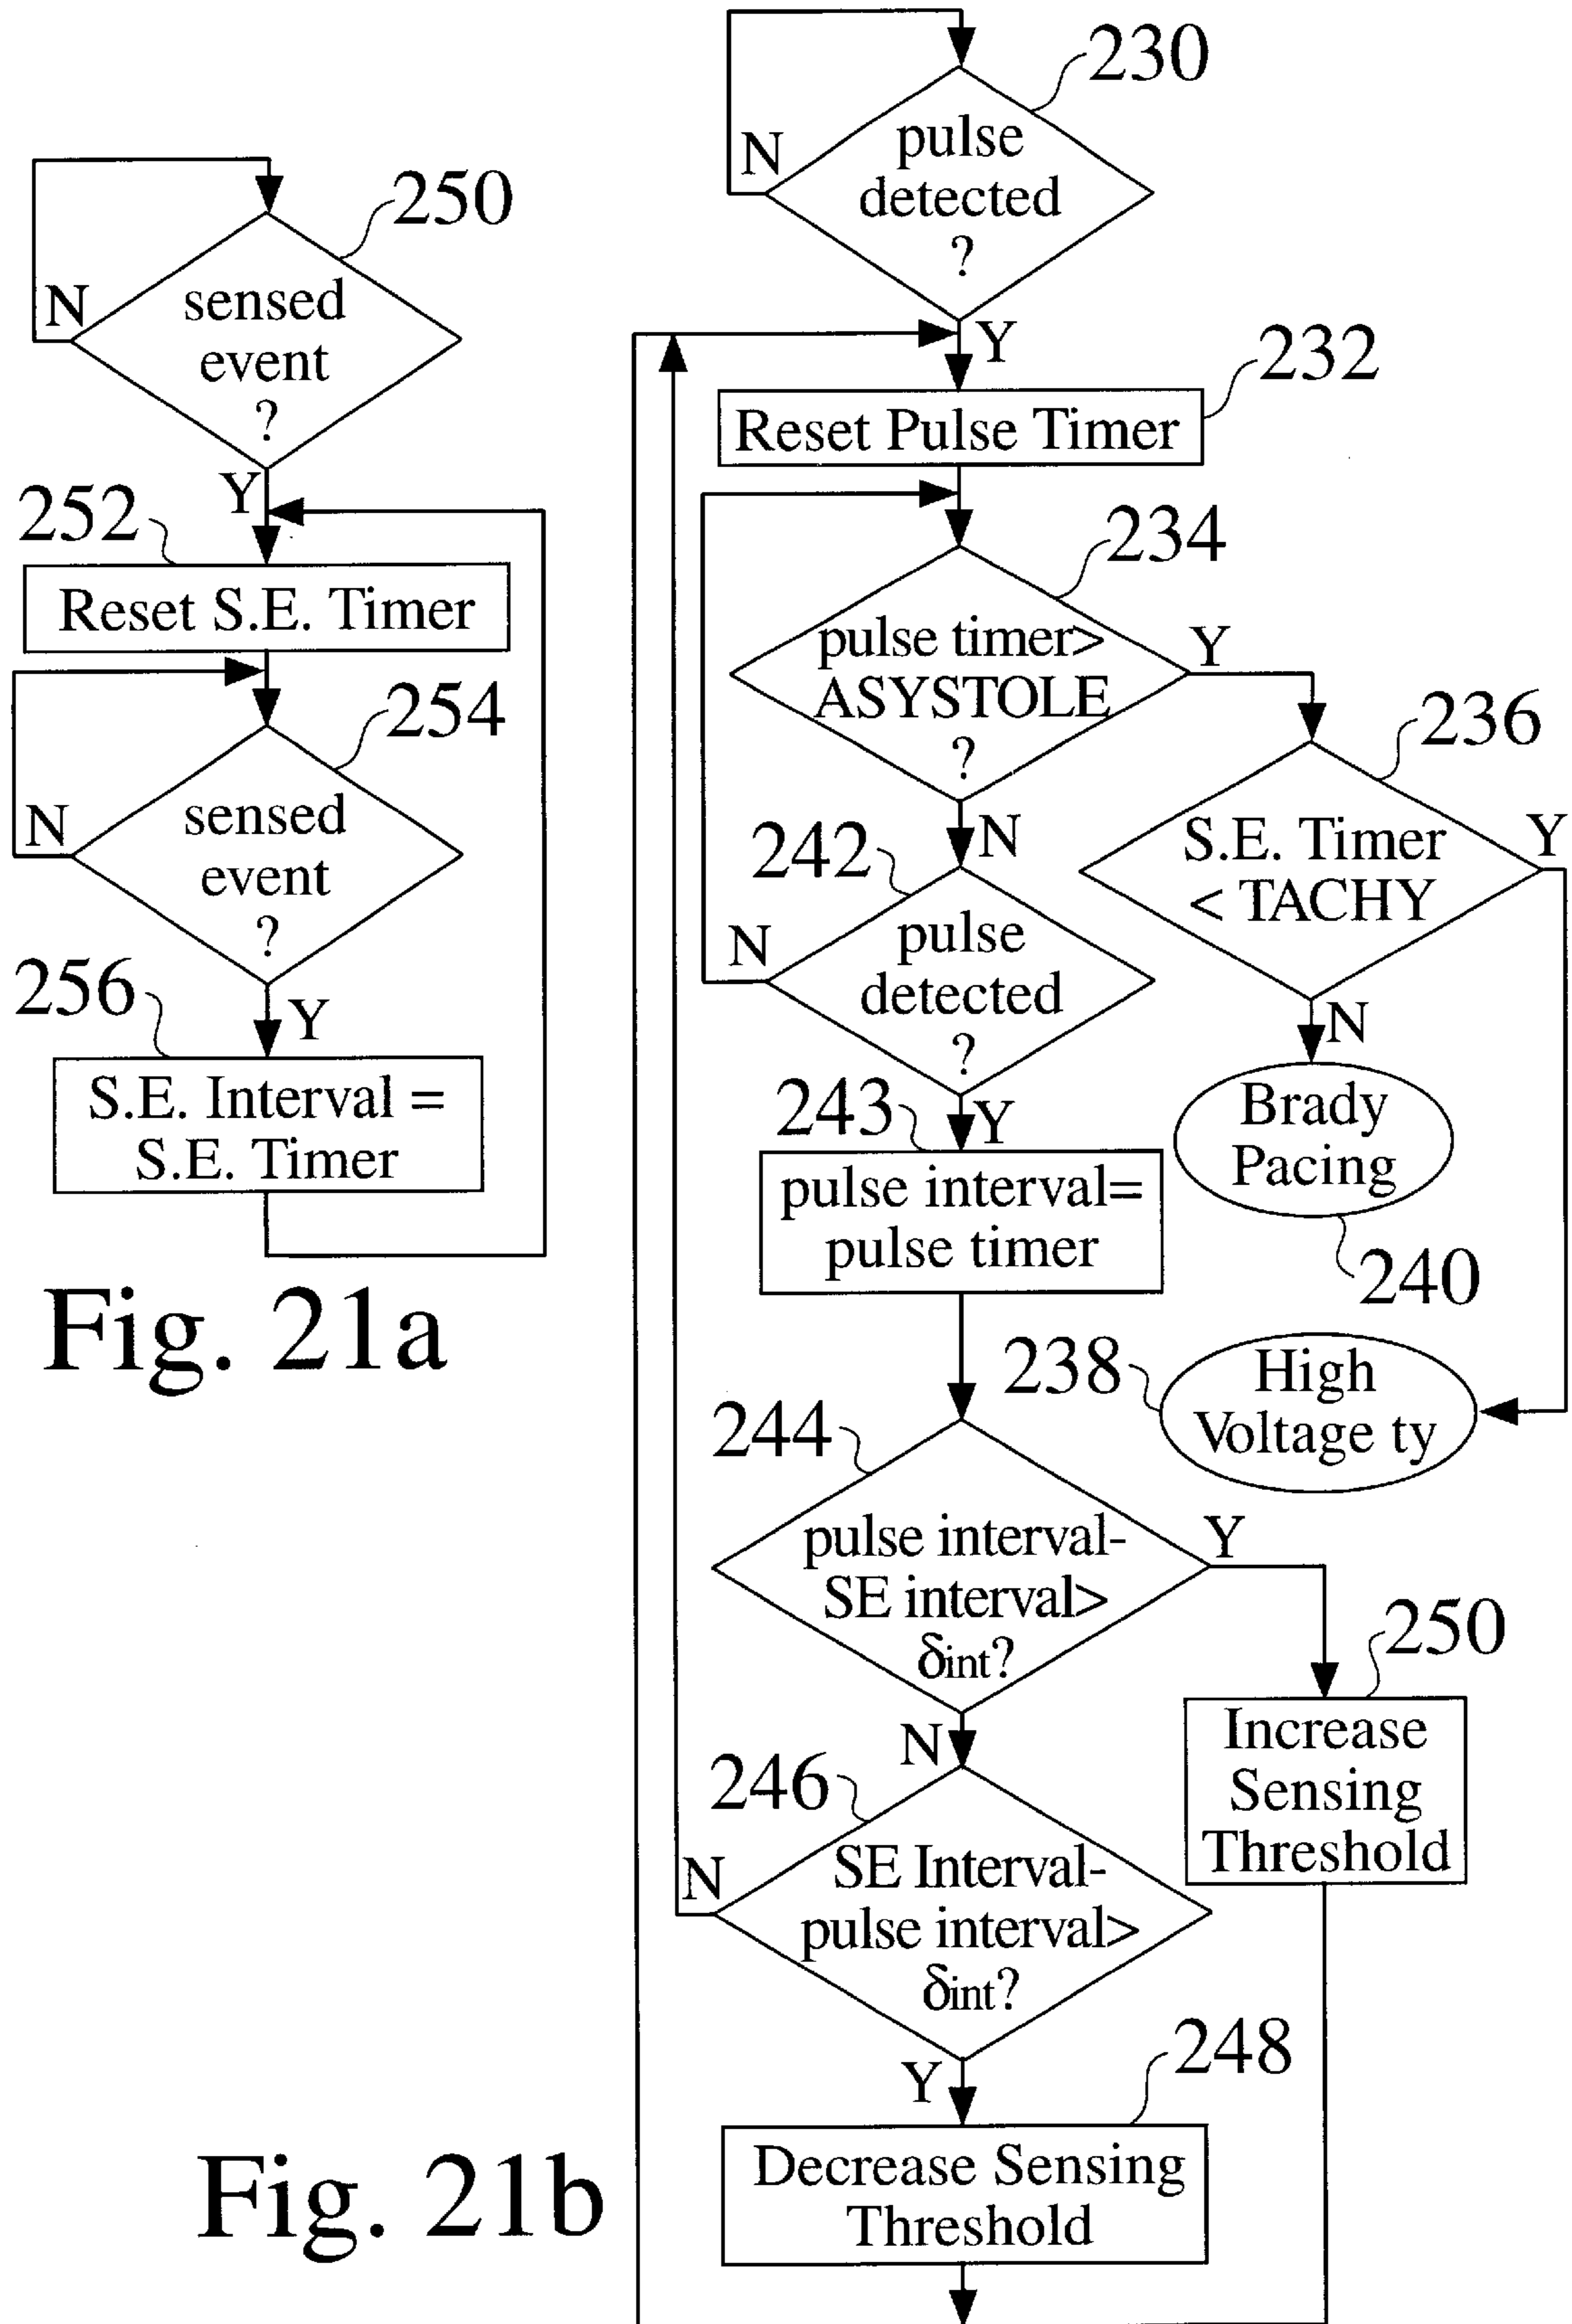 250
N
sensed
event
?
Y
252
Reset S.E. Timer
254
N
sensed
event
?
256
Y
S.E. Interval =
S.E. Timer
Fig. 21a
230
N
pulse
detected
?
Y
232
Reset Pulse Timer
234
pulse timer>
ASYSTOLE
?
Y
236
N
S.E. Timer
< TACHY
Y
N
Brady
Pacing
240
238
High
Voltage ty
242
N
pulse
detected
?
243
Y
pulse interval=
pulse timer
244
pulse interval-
SE interval>
δint?
Y
250
Increase
Sensing
Threshold
N
246
N
SE Interval-
pulse interval>
δint?
Y
248
Decrease Sensing
Threshold
Fig. 21b